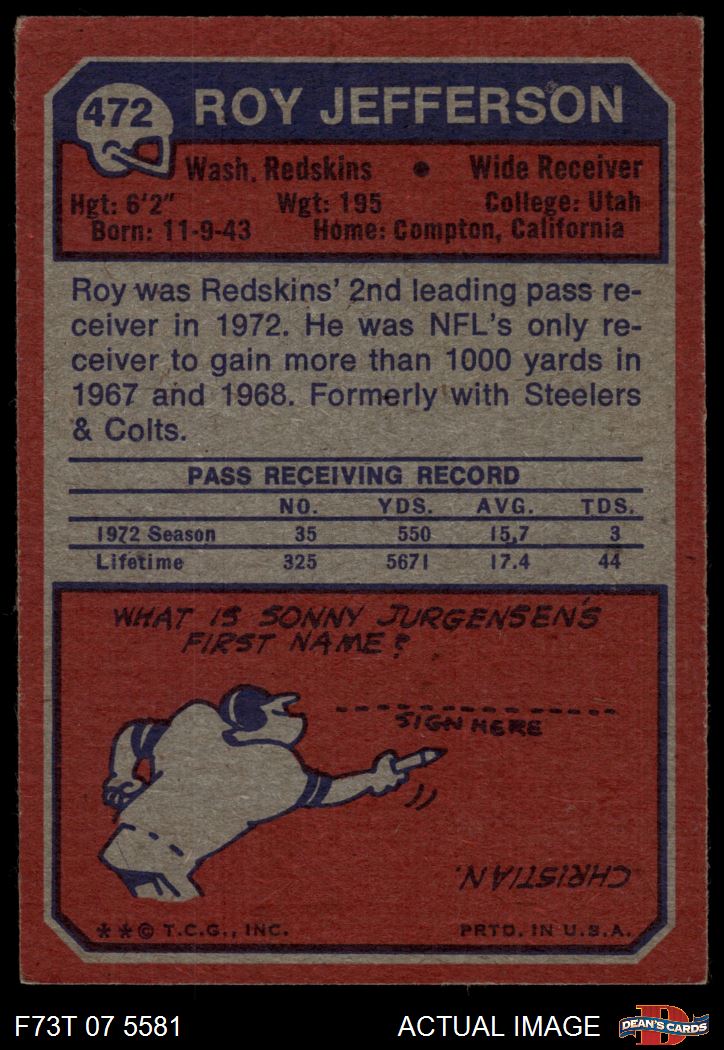 472
ROY JEFFERSON
Wash. Redskins • Wide Receiver
Hgt: 6'2" Wgt: 195 College: Utah
Born: 11-9-43 Home: Compton, California
Roy was Redskins' 2nd leading pass re-
ceiver in 1972. He was NFL's only re-
ceiver to gain more than 1000 yards in
1967 and 1968. Formerly with Steelers
& Colts.
PASS RECEIVING RECORD
NO. YDS. AVG. TDS.
1972 Season 35 550 15.7 3
Lifetime 325 5671 17.4 44
WHAT IS SONNY JURGENSEN'S
FIRST NAME?
SIGN HERE
CHRISTIAN.
**© T.C.G., INC. PRTD. IN U.S.A.
F73T 07 5581 ACTUAL IMAGE
D
DEAN'S CARDS